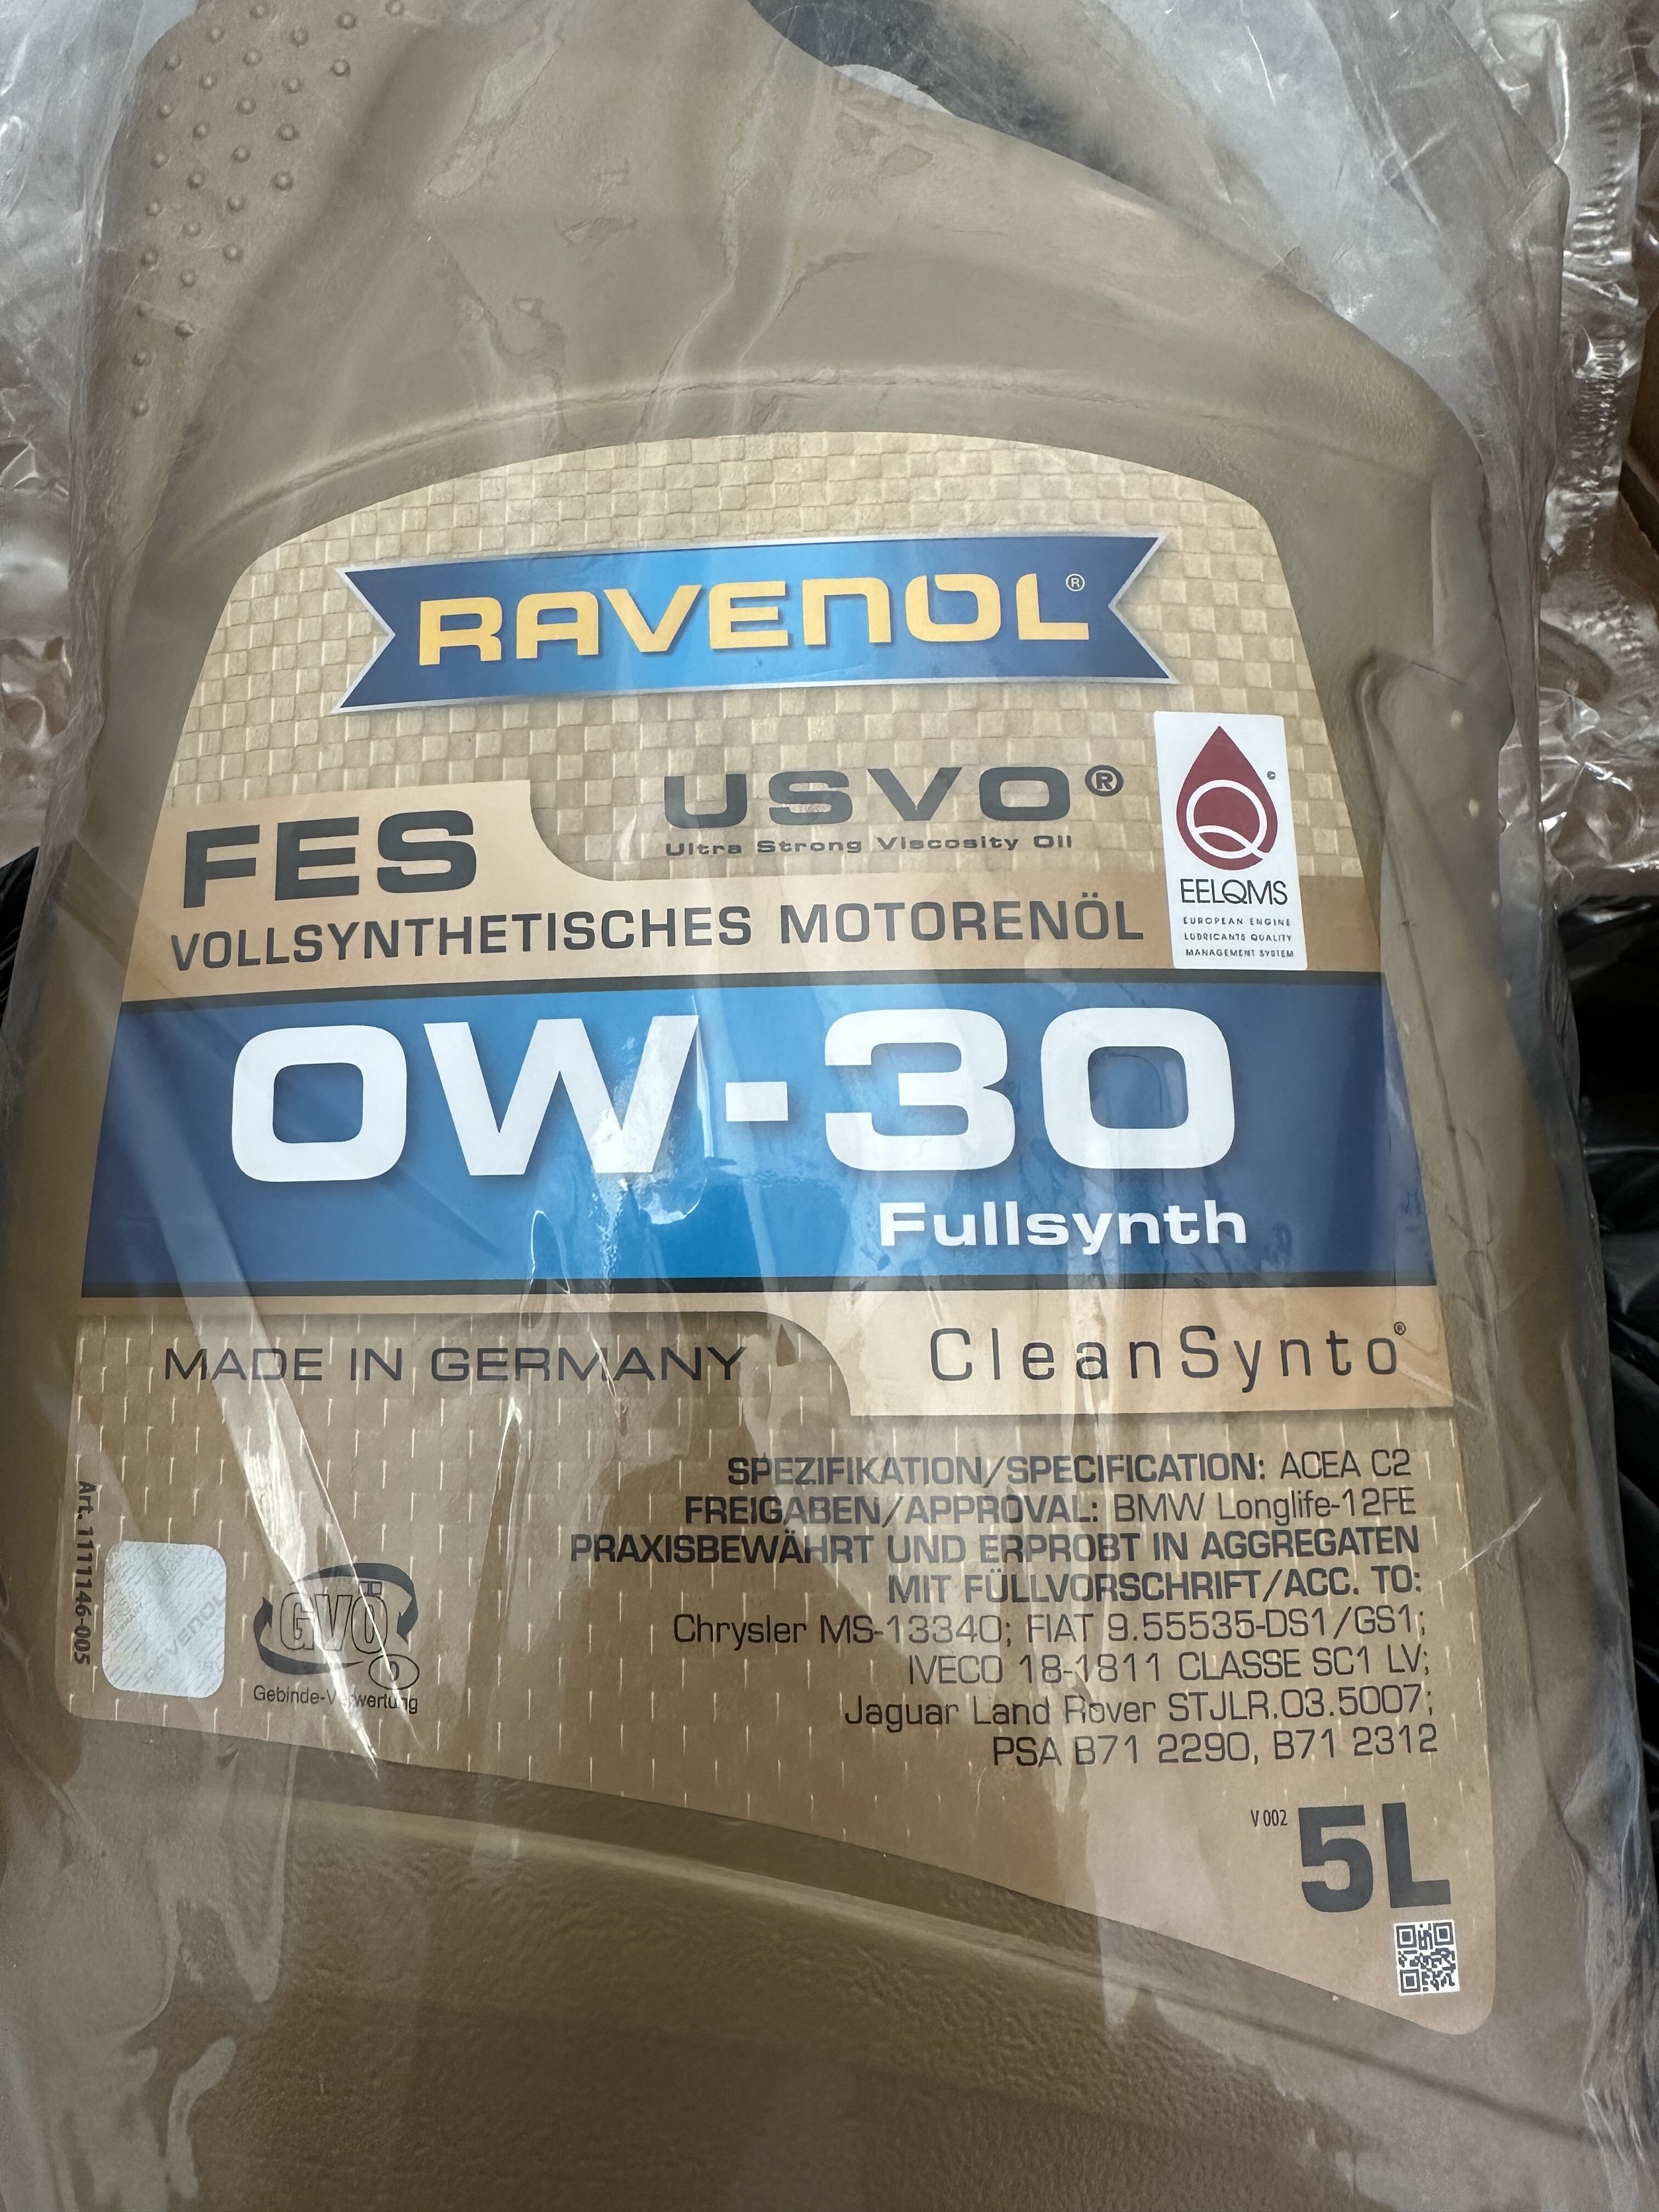 RAVENOL®
USVO®
Ultra Strong Viscosity Oil
FES
VOLLSYNTHETISCHES MOTORENÖL
©
EELQMS
EUROPEAN ENGINE
LUBRICANTS QUALITY
MANAGEMENT SYSTEM
0W-30
Fullsynth
MADE IN GERMANY
CleanSynto®
SPEZIFIKATION/SPECIFICATION: ACEA C2
FREIGABEN/APPROVAL: BMW Longlife-12FE
PRAXISBEWÄHRT UND ERPROBT IN AGGREGATEN
MIT FÜLLVORSCHRIFT/ACC. TO:
Chrysler MS-13340; FIAT 9.55535-DS1/GS1;
IVECO 18-1811 CLASSE SC1 LV;
Jaguar Land Rover STJLR.03.5007;
PSA B71 2290, B71 2312
Art. 1111146-005
RAVENOL
GVÖ
D
Gebinde-Verwertung
V 002
5L